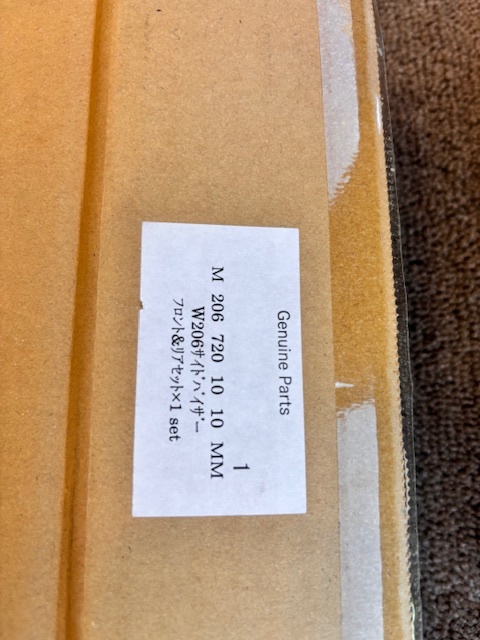 Genuine Parts
1
M 206 720 10 10 MM
W206ｻｲﾄﾞﾊﾞｲｻﾞｰ
ﾌﾛﾝﾄ&ﾘｱｾｯﾄ×1 set